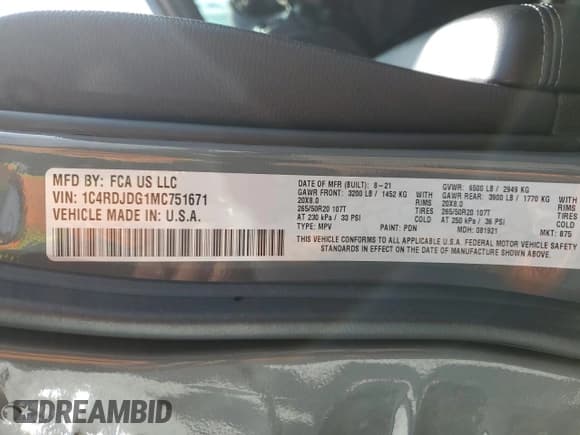 MFD BY: FCA US LLC
VIN: 1C4RDJDG1MC751671
VEHICLE MADE IN U.S.A.
DATE OF MFR (BUILT): 8-21
GAWR FRONT: 3200 LB / 1452 KG WITH
20X8.0 RIMS
265/50R20 107T TIRES
AT 230 kPa / 33 PSI COLD
TYPE: MPV PAINT: PDN
GVWR: 6500 LB / 2949 KG
GAWR REAR: 3900 LB / 1770 KG WITH
20X8.0 RIMS
265/50R20 107T TIRES
AT 250 kPa / 36 PSI COLD
MDH: 081921 MKT: B75
THIS VEHICLE CONFORMS TO ALL APPLICABLE U.S.A. FEDERAL MOTOR VEHICLE SAFETY
STANDARDS IN EFFECT ON THE DATE OF MANUFACTURE SHOWN ABOVE.
DREAMBID